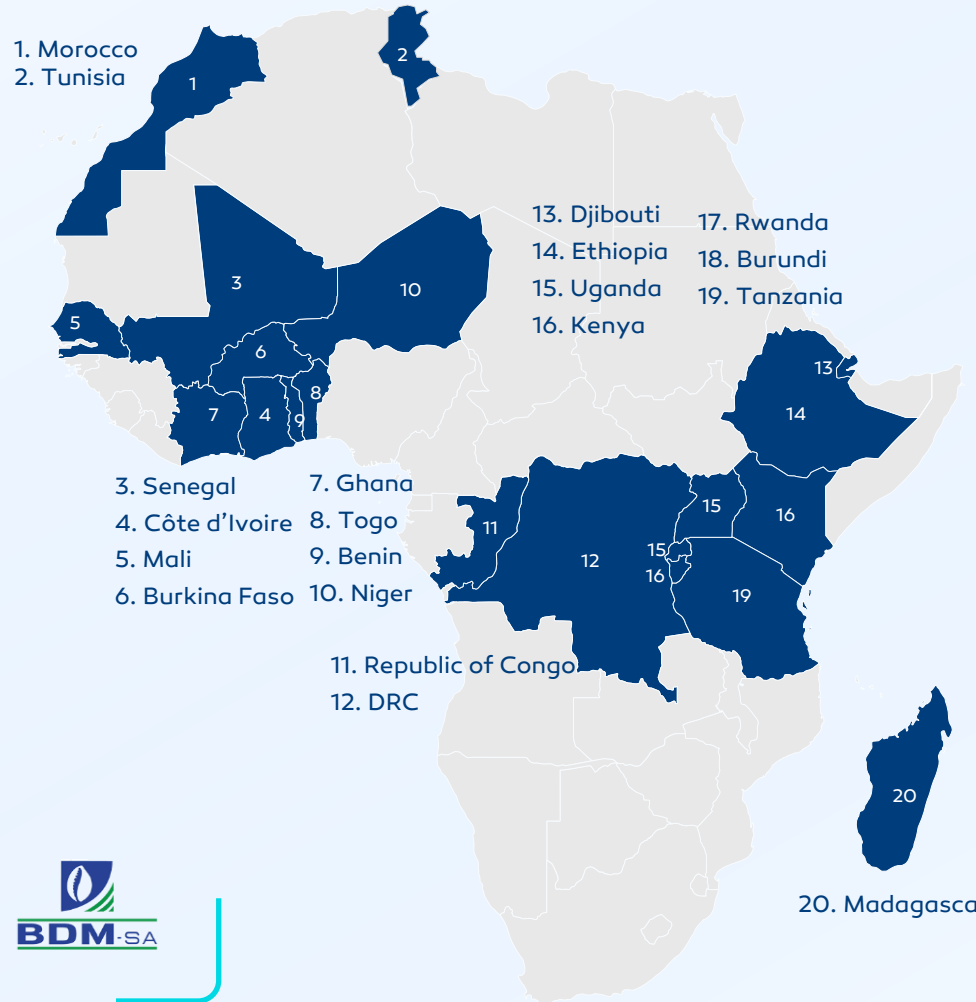 1. Morocco
2. Tunisia
1
2
3
10
5
6
7
4
9
8
13. Djibouti
14. Ethiopia
15. Uganda
16. Kenya
17. Rwanda
18. Burundi
19. Tanzania
13
14
3. Senegal
4. Côte d’Ivoire
5. Mali
6. Burkina Faso
7. Ghana
8. Togo
9. Benin
10. Niger
11
12
15
16
15
16
19
11. Republic of Congo
12. DRC
20
20. Madagasca
BDM-SA